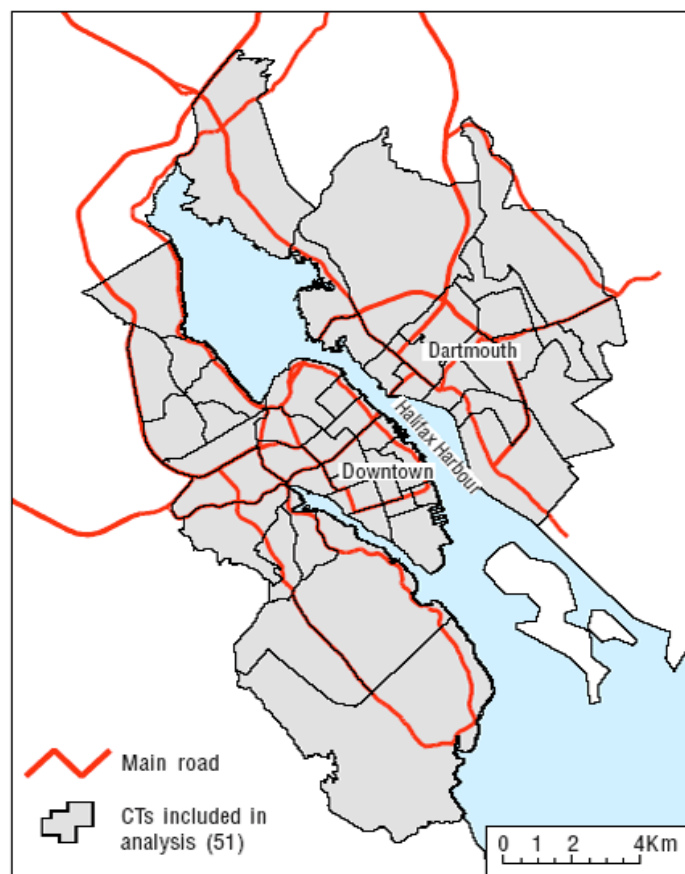 Dartmouth
Halifax Harbour
Downtown
Main road
CTs included in
analysis (51)
0 1 2 4Km